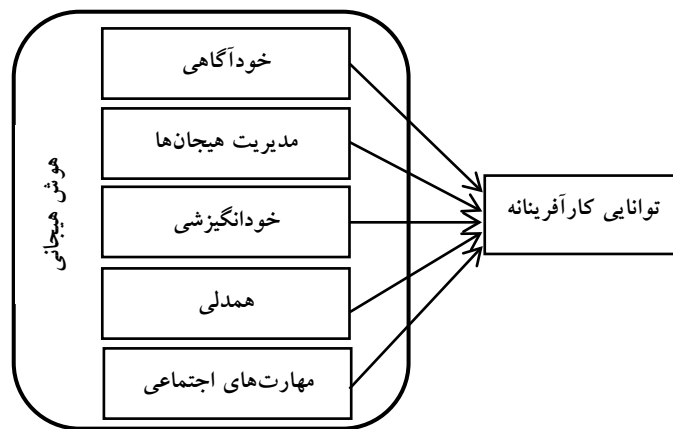 خودآگاهی
مدیریت هیجان‌ها
خودانگیزشی
همدلی
مهارت‌های اجتماعی
هوش هیجانی
توانایی کارآفرینانه